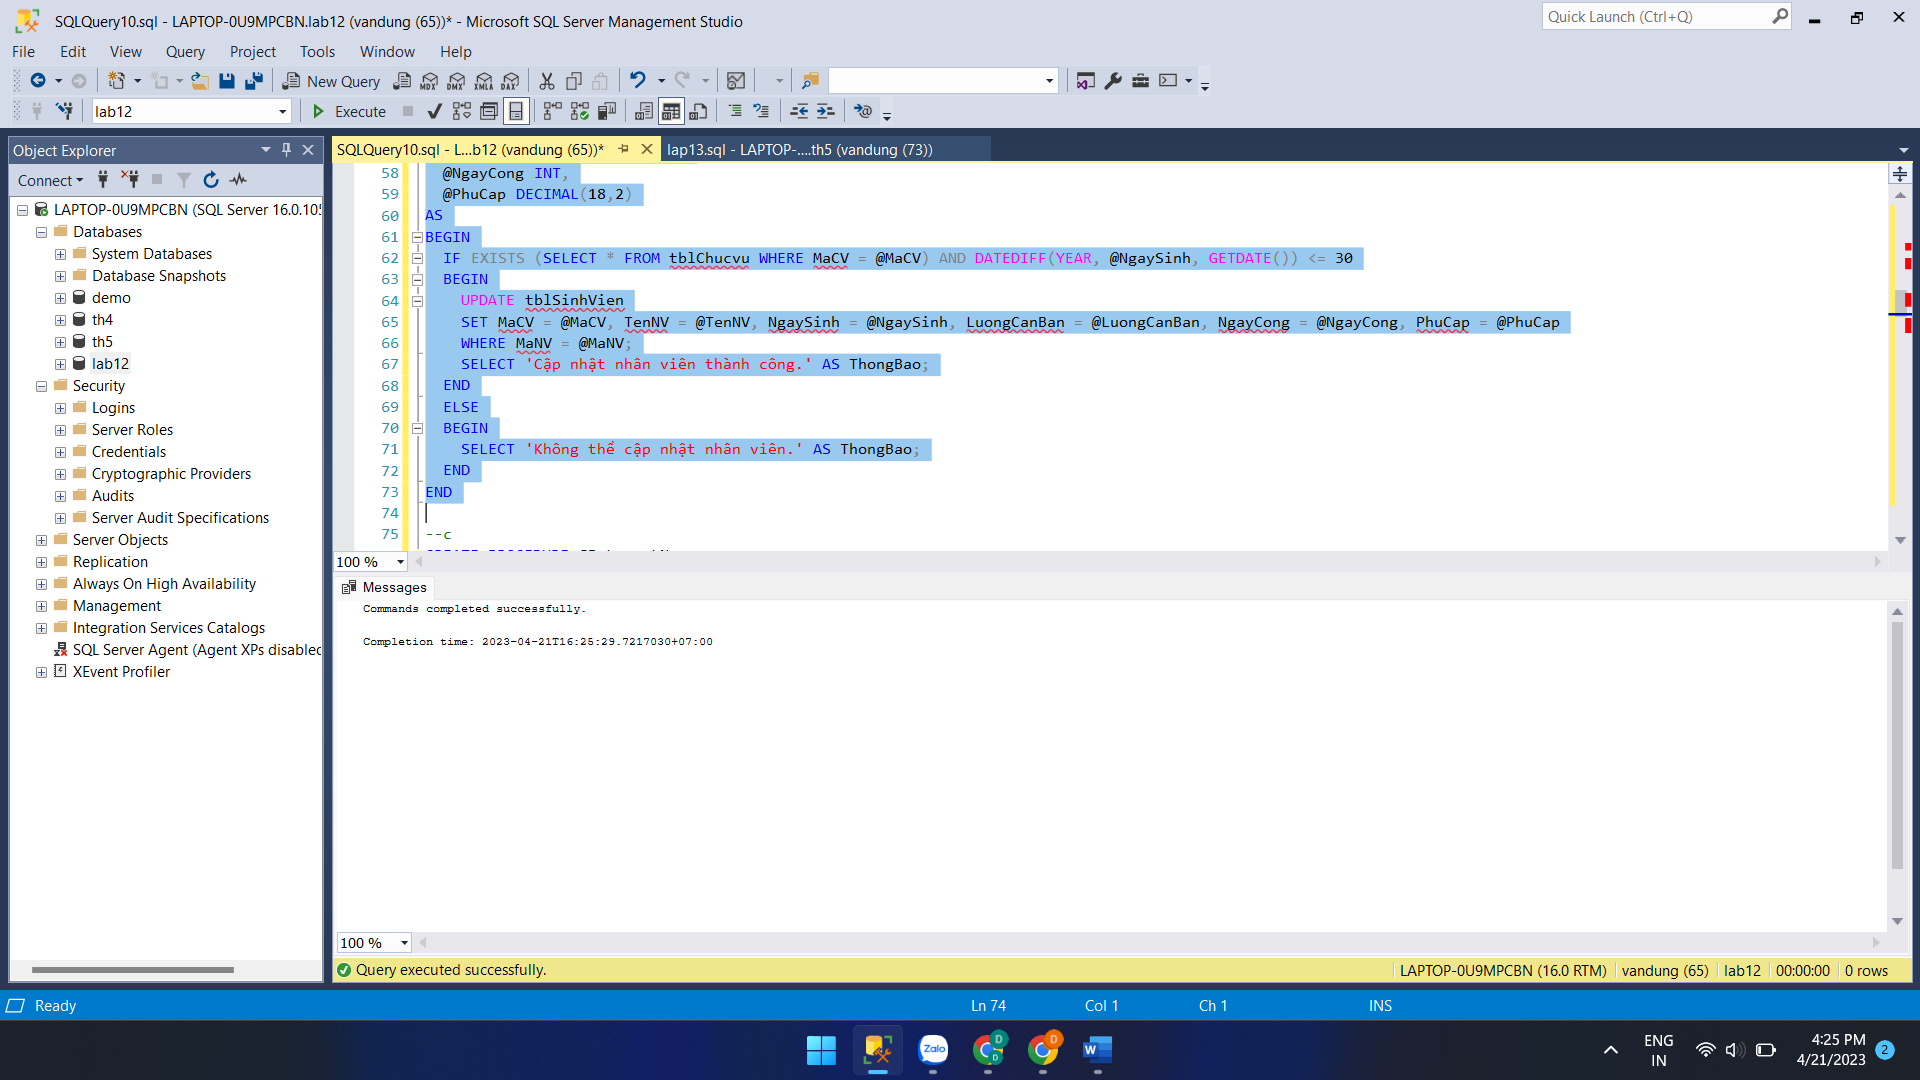 SQLQuery10.sql - LAPTOP-0U9MPCBN.lab12 (vandung (65))* - Microsoft SQL Server Management Studio
Quick Launch (Ctrl+Q)
File Edit View Query Project Tools Window Help
New Query
MDX DMX XMLA DAX
lab12
Execute
Object Explorer
Connect
LAPTOP-0U9MPCBN (SQL Server 16.0.105
Databases
System Databases
Database Snapshots
demo
th4
th5
lab12
Security
Logins
Server Roles
Credentials
Cryptographic Providers
Audits
Server Audit Specifications
Server Objects
Replication
Always On High Availability
Management
Integration Services Catalogs
SQL Server Agent (Agent XPs disabled
XEvent Profiler
SQLQuery10.sql - L...b12 (vandung (65))*
lap13.sql - LAPTOP-....th5 (vandung (73))
58 @NgayCong INT,
59 @PhuCap DECIMAL(18,2)
60 AS
61 BEGIN
62 IF EXISTS (SELECT * FROM tblChucvu WHERE MaCV = @MaCV) AND DATEDIFF(YEAR, @NgaySinh, GETDATE()) <= 30
63 BEGIN
64 UPDATE tblSinhVien
65 SET MaCV = @MaCV, TenNV = @TenNV, NgaySinh = @NgaySinh, LuongCanBan = @LuongCanBan, NgayCong = @NgayCong, PhuCap = @PhuCap
66 WHERE MaNV = @MaNV;
67 SELECT 'Cập nhật nhân viên thành công.' AS ThongBao;
68 END
69 ELSE
70 BEGIN
71 SELECT 'Không thể cập nhật nhân viên.' AS ThongBao;
72 END
73 END
74
75 --c
100 %
Messages
Commands completed successfully.
Completion time: 2023-04-21T16:25:29.7217030+07:00
100 %
Query executed successfully.
LAPTOP-0U9MPCBN (16.0 RTM) vandung (65) lab12 00:00:00 0 rows
Ready
Ln 74 Col 1 Ch 1 INS
Zalo
D
D
D
W
ENG
IN
4:25 PM
4/21/2023
2